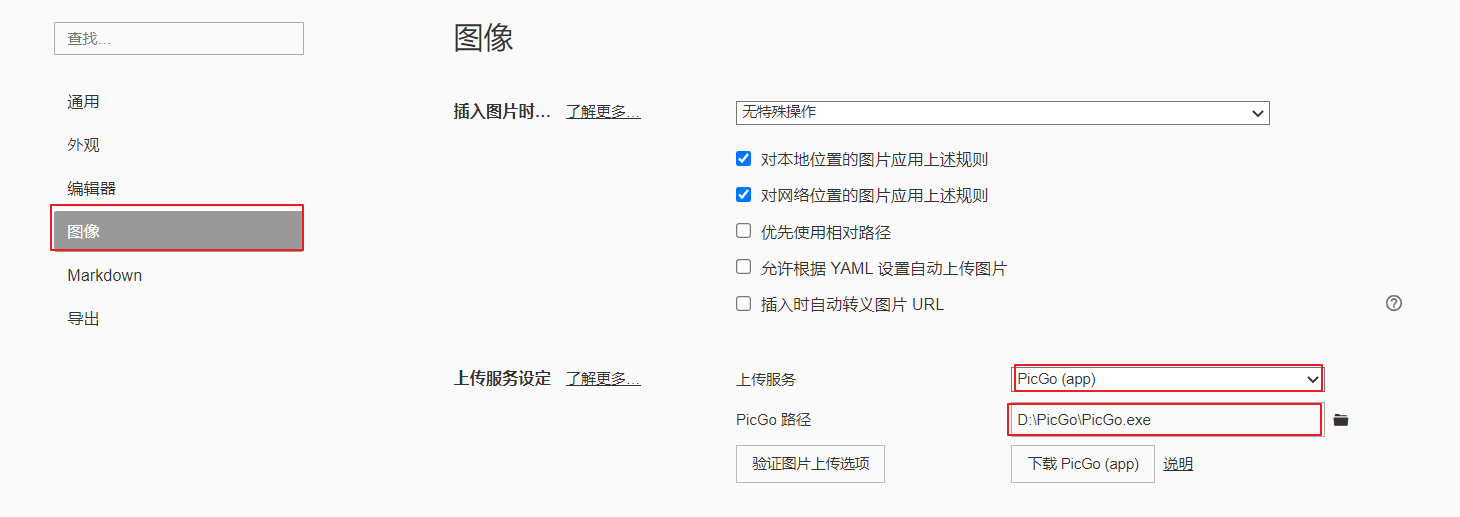 查找...
通用
外观
编辑器
图像
Markdown
导出
图像
插入图片时... 了解更多...
无特殊操作
对本地位置的图片应用上述规则
对网络位置的图片应用上述规则
优先使用相对路径
允许根据 YAML 设置自动上传图片
插入时自动转义图片 URL
上传服务设定 了解更多...
上传服务 PicGo (app)
PicGo 路径 D:\PicGo\PicGo.exe
验证图片上传选项 下载 PicGo (app) 说明